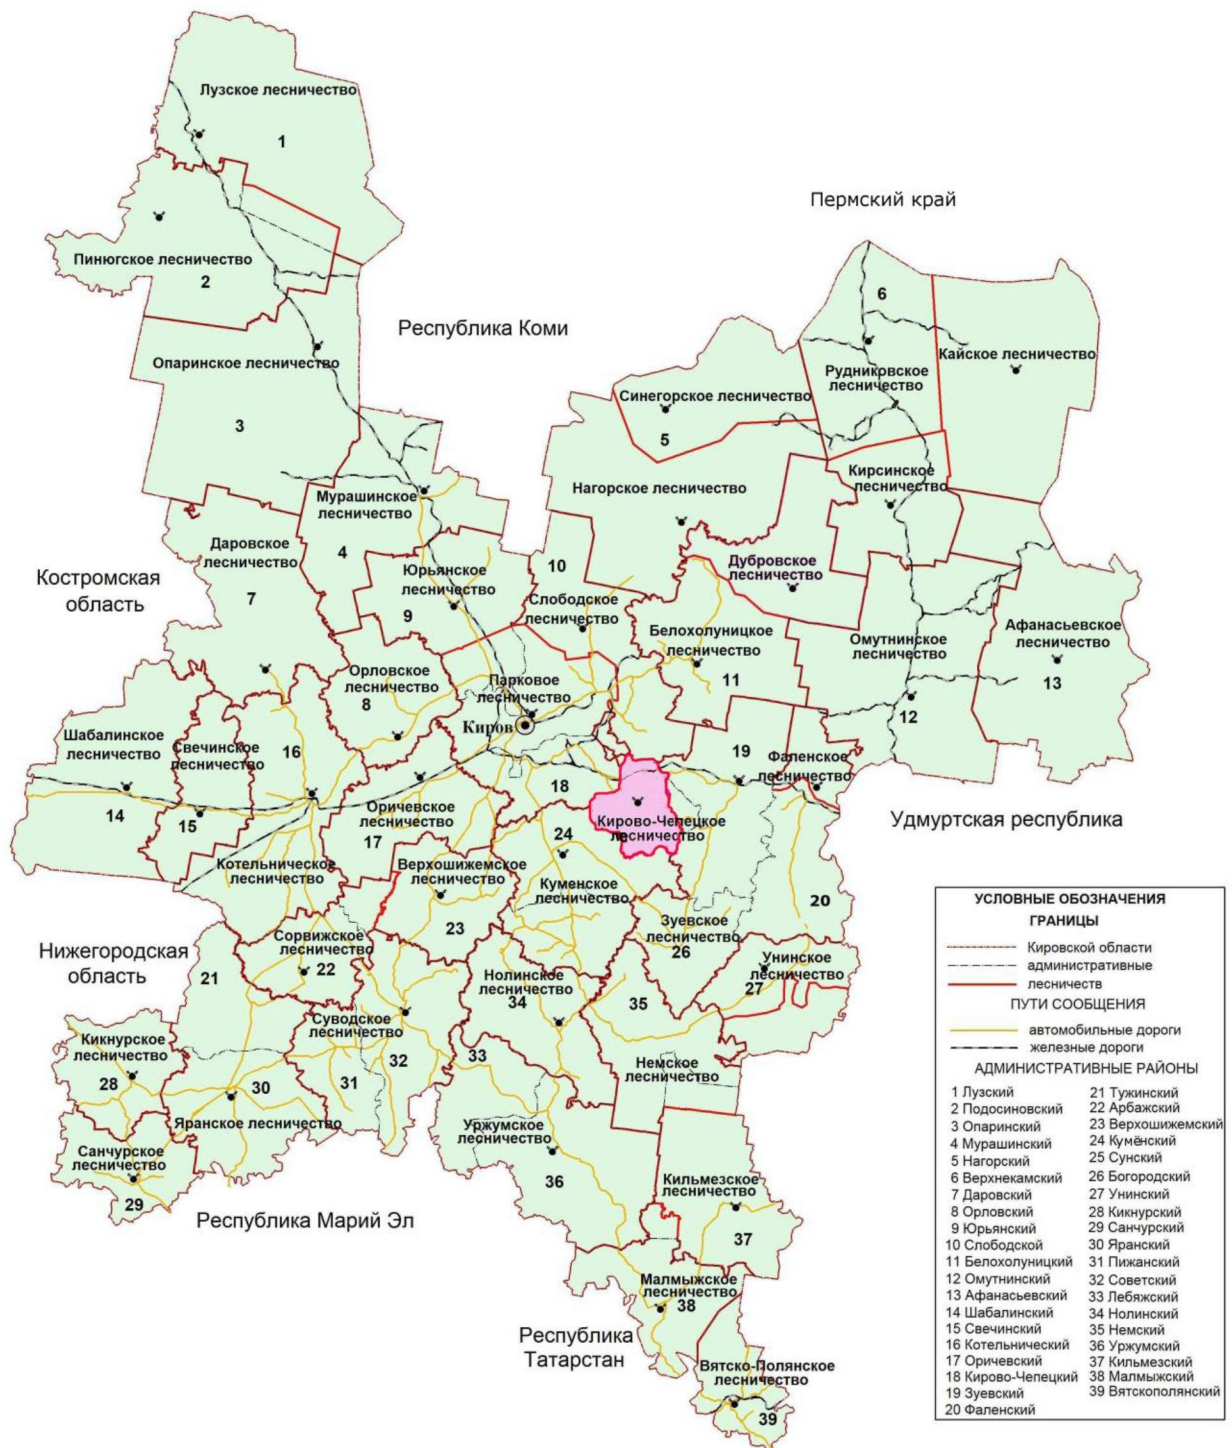 Лузское лесничество
1
Пермский край
Пинюгское лесничество
2
6
Республика Коми
Кайское лесничество
Опаринское лесничество
Рудниковское
лесничество
Синегорское лесничество
3
5
Кирсинское
лесничество
Нагорское лесничество
Мурашинское
лесничество
Даровское
лесничество
4
10
Дубровское
лесничество
Костромская
область
Юрьянское
лесничество
7
9
Слободское
лесничество
Белохолуницкое
лесничество
Омутнинское
лесничество
Афанасьевское
лесничество
Орловское
лесничество
Парковое
лесничество
11
13
8
12
Киров
Шабалинское
лесничество
Свечинское
лесничество
16
19
Фаленское
лесничество
18
14
15
Оричевское
лесничество
Кирово-Чепецкое
лесничество
Удмуртская республика
17
24
Котельническое
лесничество
Верхошижемское
лесничество
Куменское
лесничество
20
Зуевское
лесничество
23
26
Нижегородская
область
Сорвижское
лесничество
22
21
Унинское
лесничество
27
Нолинское
лесничество
34
35
Суводское
лесничество
Кикнурское
лесничество
28
32
33
31
30
Немское
лесничество
Яранское лесничество
Уржумское
лесничество
Санчурское
лесничество
36
29
Кильмезское
лесничество
Республика Марий Эл
37
Малмыжское
лесничество
38
Республика
Татарстан
Вятско-Полянское
лесничество
39
УСЛОВНЫЕ ОБОЗНАЧЕНИЯ
ГРАНИЦЫ
Кировской области
административные
лесничеств
ПУТИ СООБЩЕНИЯ
автомобильные дороги
железные дороги
АДМИНИСТРАТИВНЫЕ РАЙОНЫ
1 Лузский
2 Подосиновский
3 Опаринский
4 Мурашинский
5 Нагорский
6 Верхнекамский
7 Даровский
8 Орловский
9 Юрьянский
10 Слободской
11 Белохолуницкий
12 Омутнинский
13 Афанасьевский
14 Шабалинский
15 Свечинский
16 Котельнический
17 Оричевский
18 Кирово-Чепецкий
19 Зуевский
20 Фаленский
21 Тужинский
22 Арбажский
23 Верхошижемский
24 Кумёнский
25 Сунский
26 Богородский
27 Унинский
28 Кикнурский
29 Санчурский
30 Яранский
31 Пижанский
32 Советский
33 Лебяжский
34 Нолинский
35 Немский
36 Уржумский
37 Кильмезский
38 Малмыжский
39 Вятскополянский